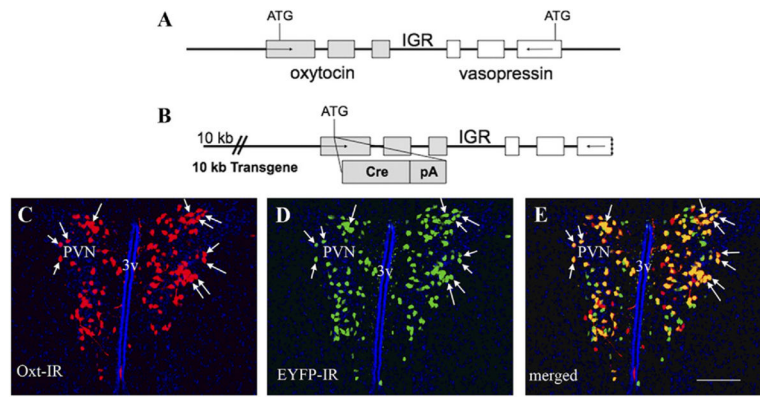 A
ATG
ATG
IGR
oxytocin
vasopressin
B
ATG
10 kb
IGR
10 kb Transgene
Cre
pA
C
PVN
3v
Oxt-IR
D
PVN
3v
EYFP-IR
E
PVN
3v
merged